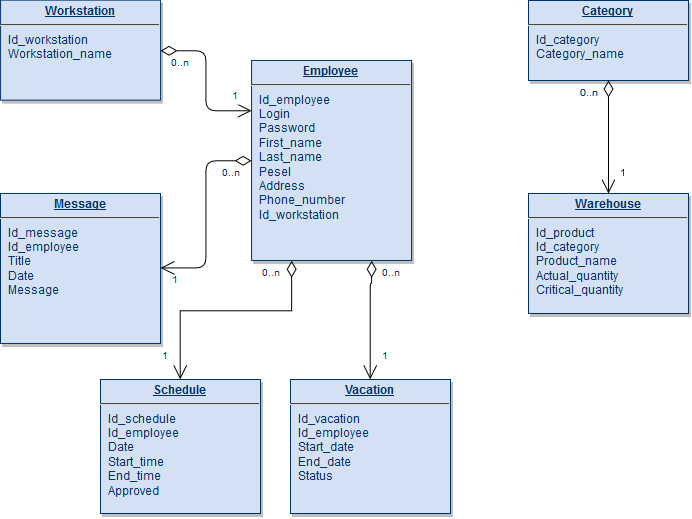 Workstation
Id_workstation
Workstation_name
0..n
1
Category
Id_category
Category_name
0..n
1
Employee
Id_employee
Login
Password
First_name
Last_name
Pesel
Address
Phone_number
Id_workstation
0..n
1
0..n
0..n
Message
Id_message
Id_employee
Title
Date
Message
Warehouse
Id_product
Id_category
Product_name
Actual_quantity
Critical_quantity
1
1
Schedule
Id_schedule
Id_employee
Date
Start_time
End_time
Approved
Vacation
Id_vacation
Id_employee
Start_date
End_date
Status